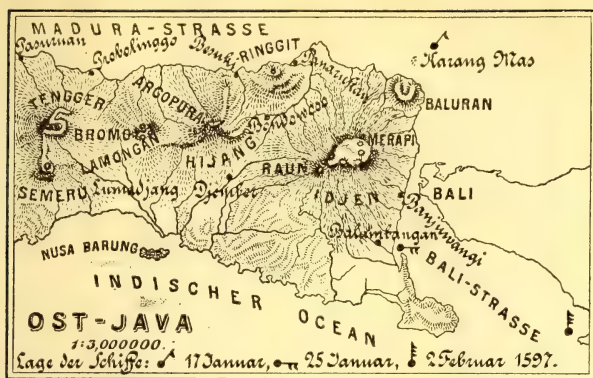 MADURA-STRASSE
Pasuruan
Probolinggo
Besuki
RINGGIT
Panarukan
Karang Mas
TENGGER
ARGOPURA
BALURAN
BROMO
LAMONGAN
HIJANG
Bondowoso
MERAPI
RAUN
SEMERU
Lumadjang
Djember
IDJEN
BALI
Banjuwangi
NUSA BARUNG
Balumtangan
BALI-STRASSE
INDISCHER OCEAN
OST-JAVA
1:3,000000.
Lage der Schiffe: 17 Januar, 25 Januar, 2 Februar 1597.